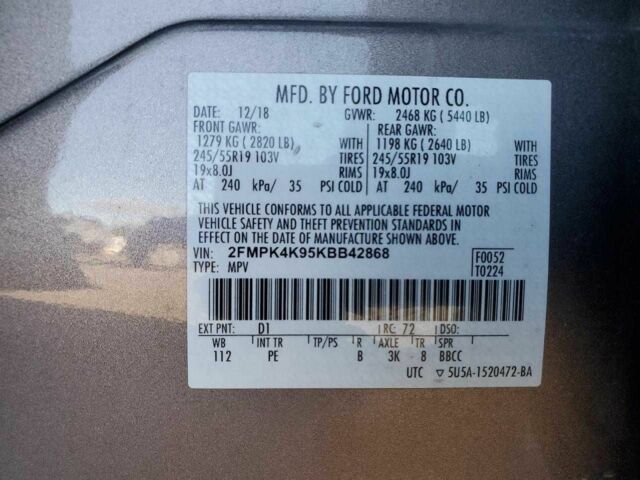 MFD. BY FORD MOTOR CO.
DATE: 12/18 GVWR: 2468 KG ( 5440 LB)
FRONT GAWR: REAR GAWR:
1279 KG ( 2820 LB) WITH 1198 KG ( 2640 LB) WITH
245/55R19 103V TIRES 245/55R19 103V TIRES
19x8.0J RIMS 19x8.0J RIMS
AT 240 kPa/ 35 PSI COLD AT 240 kPa/ 35 PSI COLD
THIS VEHICLE CONFORMS TO ALL APPLICABLE FEDERAL MOTOR
VEHICLE SAFETY AND THEFT PREVENTION STANDARDS IN
EFFECT ON THE DATE OF MANUFACTURE SHOWN ABOVE.
VIN: 2FMPK4K95KBB42868 F0052
TYPE: MPV T0224
EXT PNT: D1 RC: 72 DSO:
WB INT TR TP/PS R AXLE TR SPR
112 PE B 3K 8 BBCC
UTC ▽ 5U5A-1520472-BA